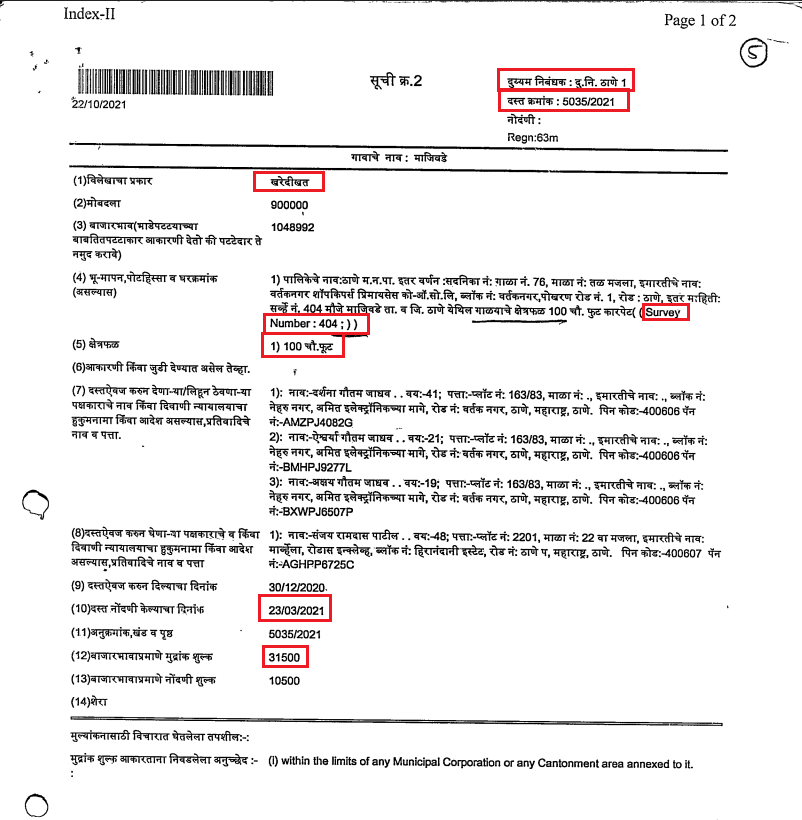 Index-II
Page 1 of 2
5
सूची क्र.2
दुय्यम निबंधक : दु.नि. ठाणे 1
22/10/2021
दस्त क्रमांक : 5035/2021
नोदंणी :
Regn:63m
गावाचे नाव : माजिवडे
(1)विलेखाचा प्रकार खरेदीखत
(2)मोबदला 900000
(3) बाजारभाव(भाडेपटटयाच्या 1048992
बाबतितपटटाकार आकारणी देतो की पटटेदार ते
नमुद करावे)
(4) भू-मापन,पोटहिस्सा व घरक्रमांक 1) पालिकेचे नाव:ठाणे म.न.पा. इतर वर्णन :सदनिका नं: गाळा नं. 76, माळा नं: तळ मजला, इमारतीचे नाव:
(असल्यास) वर्तकनगर शॉपकिपर्स प्रिमायसेस को-ऑ.सो.लि, ब्लॉक नं: वर्तकनगर,पोखरण रोड नं. 1, रोड : ठाणे, इतर माहिती:
सर्व्हे नं. 404 मौजे माजिवडे ता. व जि. ठाणे येथिल गाळयाचे क्षेत्रफळ 100 चौ. फुट कारपेट( ( Survey
Number : 404 ; ) )
(5) क्षेत्रफळ 1) 100 चौ.फूट
(6)आकारणी किंवा जुडी देण्यात असेल तेव्हा.
(7) दस्तऐवज करुन देणा-या/लिहून ठेवणा-या 1): नाव:-दर्शना गौतम जाधव . . वय:-41; पत्ता:-प्लॉट नं: 163/83, माळा नं: ., इमारतीचे नाव: ., ब्लॉक नं:
पक्षकाराचे नाव किंवा दिवाणी न्यायालयाचा नेहरु नगर, अमित इलेक्ट्रॉनिकच्या मागे, रोड नं: वर्तक नगर, ठाणे, महाराष्ट्र, ठाणे. पिन कोड:-400606 पॅन
हुकुमनामा किंवा आदेश असल्यास,प्रतिवादिचे नं:-AMZPJ4082G
नाव व पत्ता. 2): नाव:-ऐश्वर्या गौतम जाधव . . वय:-21; पत्ता:-प्लॉट नं: 163/83, माळा नं: ., इमारतीचे नाव: ., ब्लॉक नं:
नेहरु नगर, अमित इलेक्ट्रॉनिकच्या मागे, रोड नं: वर्तक नगर, ठाणे, महाराष्ट्र, ठाणे. पिन कोड:-400606 पॅन
नं:-BMHPJ9277L
3): नाव:-अक्षय गौतम जाधव . . वय:-19; पत्ता:-प्लॉट नं: 163/83, माळा नं: ., इमारतीचे नाव: ., ब्लॉक नं:
नेहरु नगर, अमित इलेक्ट्रॉनिकच्या मागे, रोड नं: वर्तक नगर, ठाणे, महाराष्ट्र, ठाणे. पिन कोड:-400606 पॅन
नं:-BXWPJ6507P
(8)दस्तऐवज करुन घेणा-या पक्षकाराचे व किंवा 1): नाव:-संजय रामदास पाटील . . वय:-48; पत्ता:-प्लॉट नं: 2201, माळा नं: 22 वा मजला, इमारतीचे नाव:
दिवाणी न्यायालयाचा हुकुमनामा किंवा आदेश मार्व्हेला, रोडास इन्क्लेव्ह, ब्लॉक नं: हिरानंदानी इस्टेट, रोड नं: ठाणे प, महाराष्ट्र, ठाणे. पिन कोड:-400607 पॅन
असल्यास,प्रतिवादिचे नाव व पत्ता नं:-AGHPP6725C
(9) दस्तऐवज करुन दिल्याचा दिनांक 30/12/2020
(10)दस्त नोंदणी केल्याचा दिनांक 23/03/2021
(11)अनुक्रमांक,खंड व पृष्ठ 5035/2021
(12)बाजारभावाप्रमाणे मुद्रांक शुल्क 31500
(13)बाजारभावाप्रमाणे नोंदणी शुल्क 10500
(14)शेरा
मुल्यांकनासाठी विचारात घेतलेला तपशील:-:
मुद्रांक शुल्क आकारताना निवडलेला अनुच्छेद :- (i) within the limits of any Municipal Corporation or any Cantonment area annexed to it.
: